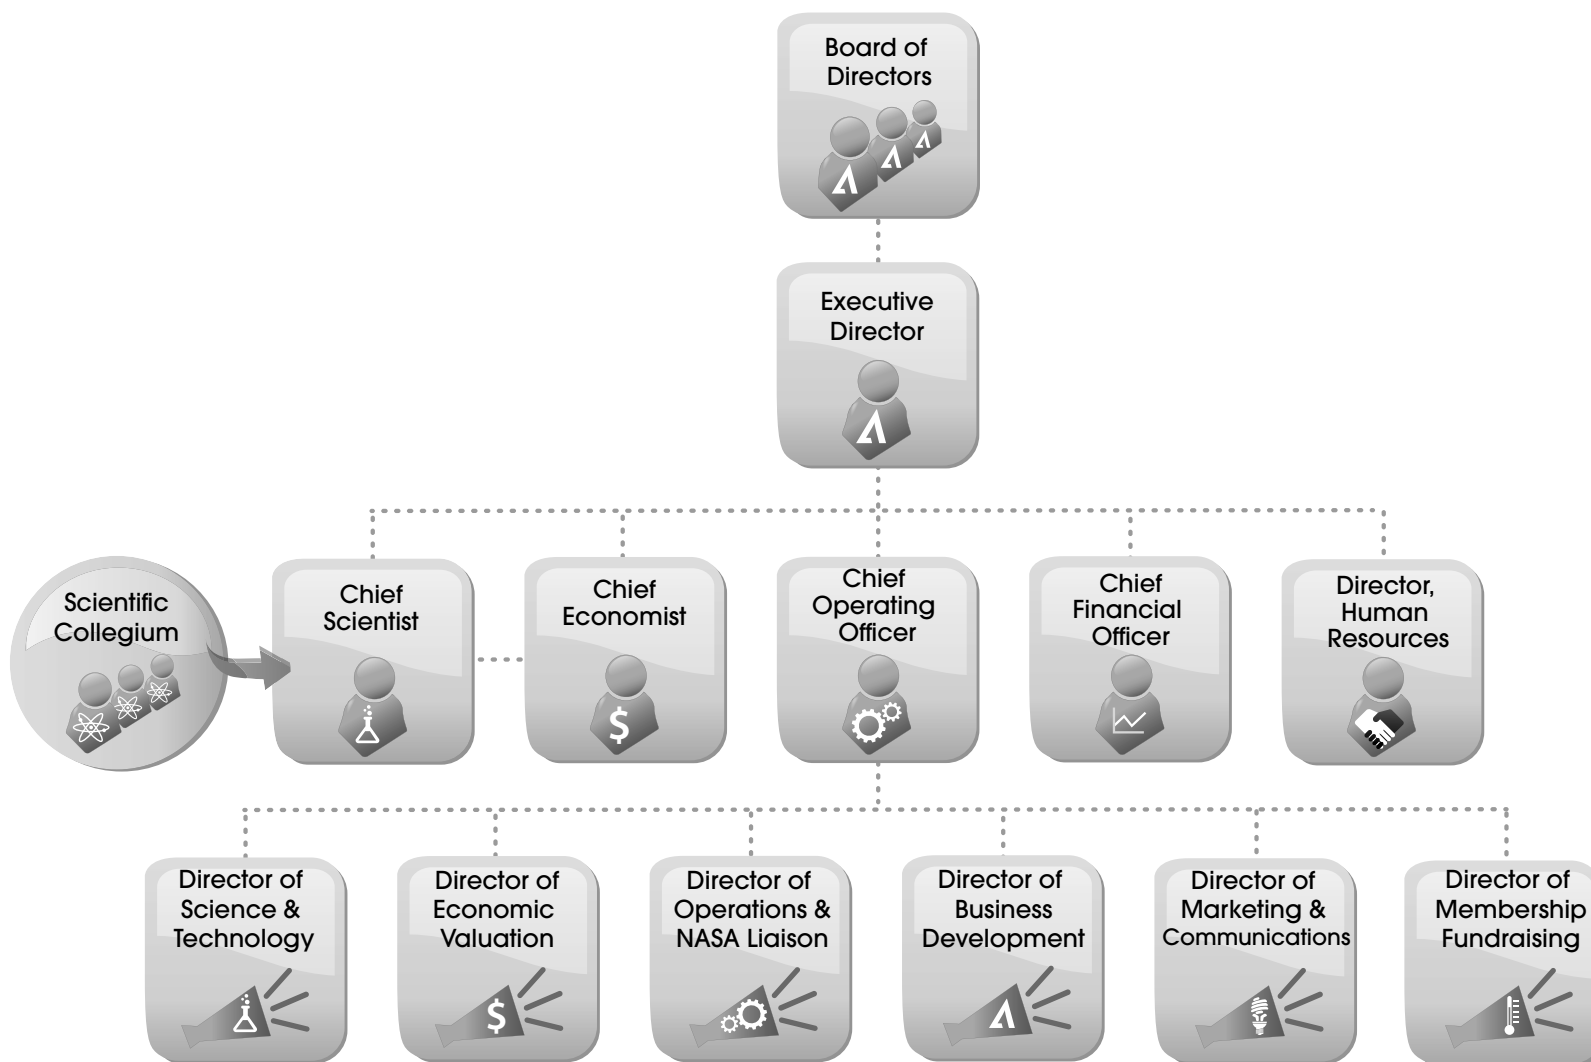 Board of
Directors
Executive
Director
Scientific
Collegium
Chief
Scientist
Chief
Economist
Chief
Operating
Officer
Chief
Financial
Officer
Director,
Human
Resources
Director of
Science &
Technology
Director of
Economic
Valuation
Director of
Operations &
NASA Liaison
Director of
Business
Development
Director of
Marketing &
Communications
Director of
Membership
Fundraising